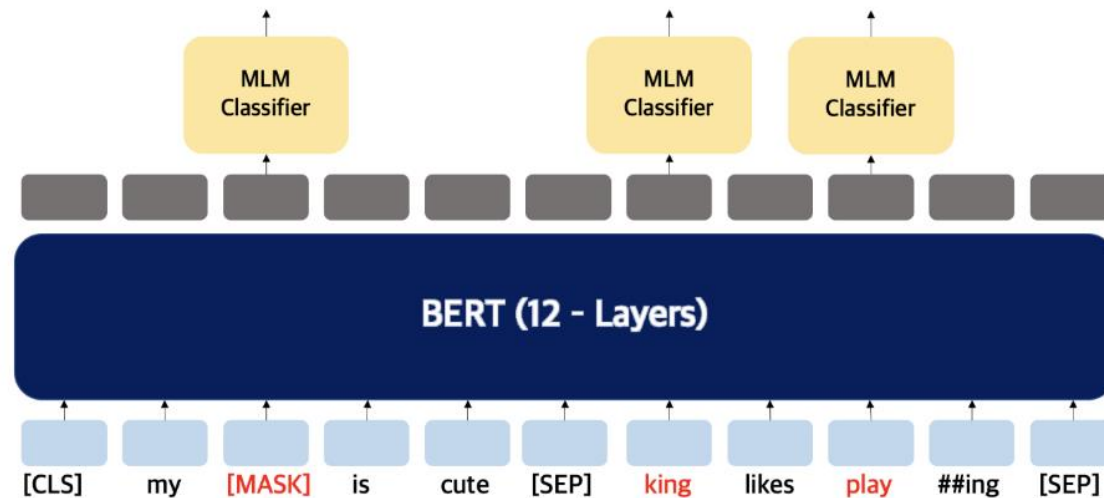 MLM
Classifier
MLM
Classifier
MLM
Classifier
BERT (12 - Layers)
[CLS] my [MASK] is cute [SEP] king likes play ##ing [SEP]